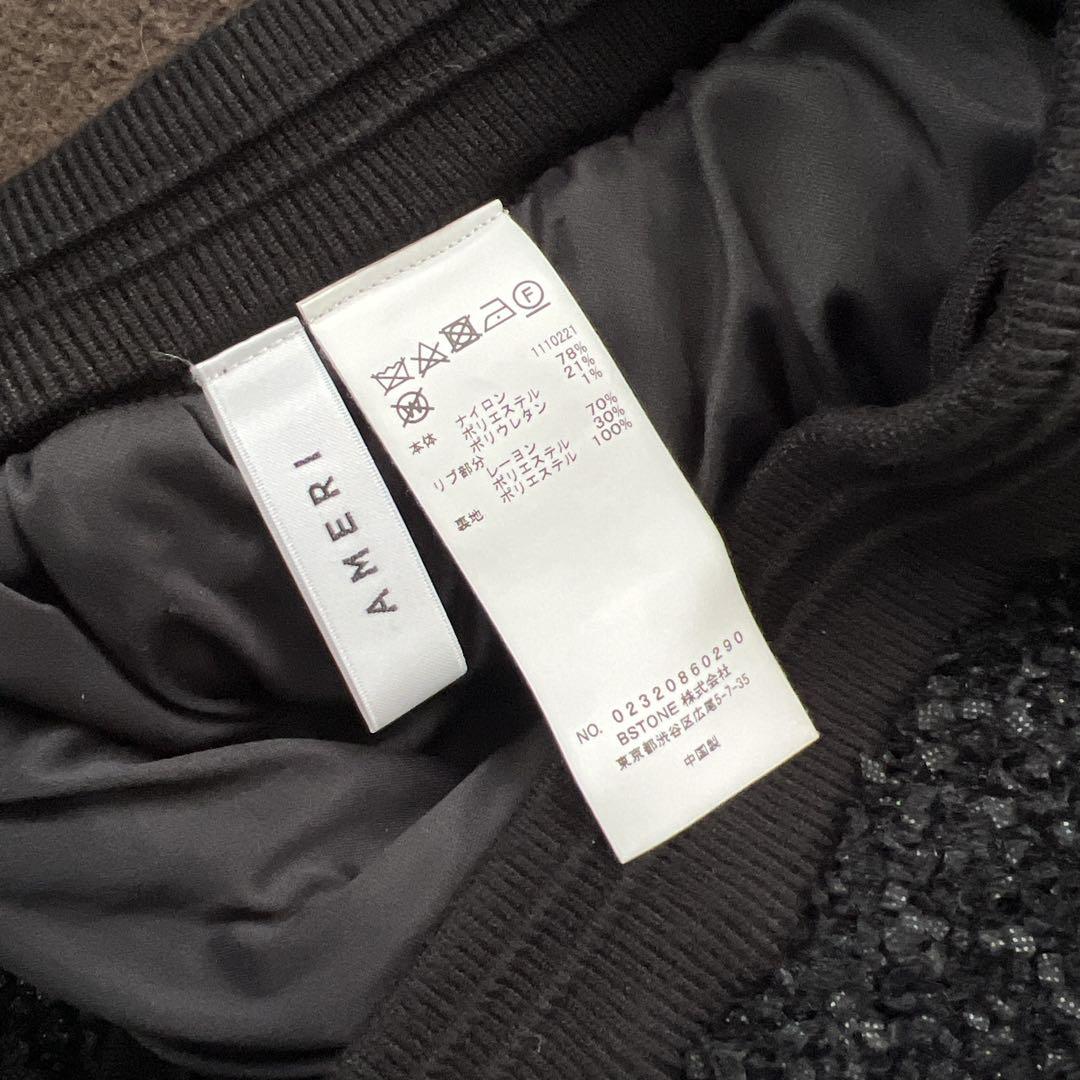 AMERI
F
W
1110221
本体 ナイロン 78%
ポリエステル 21%
ポリウレタン 1%
リブ部分 レーヨン 70%
ポリエステル 30%
裏地 ポリエステル 100%
NO. 02320860290
BSTONE 株式会社
東京都渋谷区広尾5-7-35
中国製